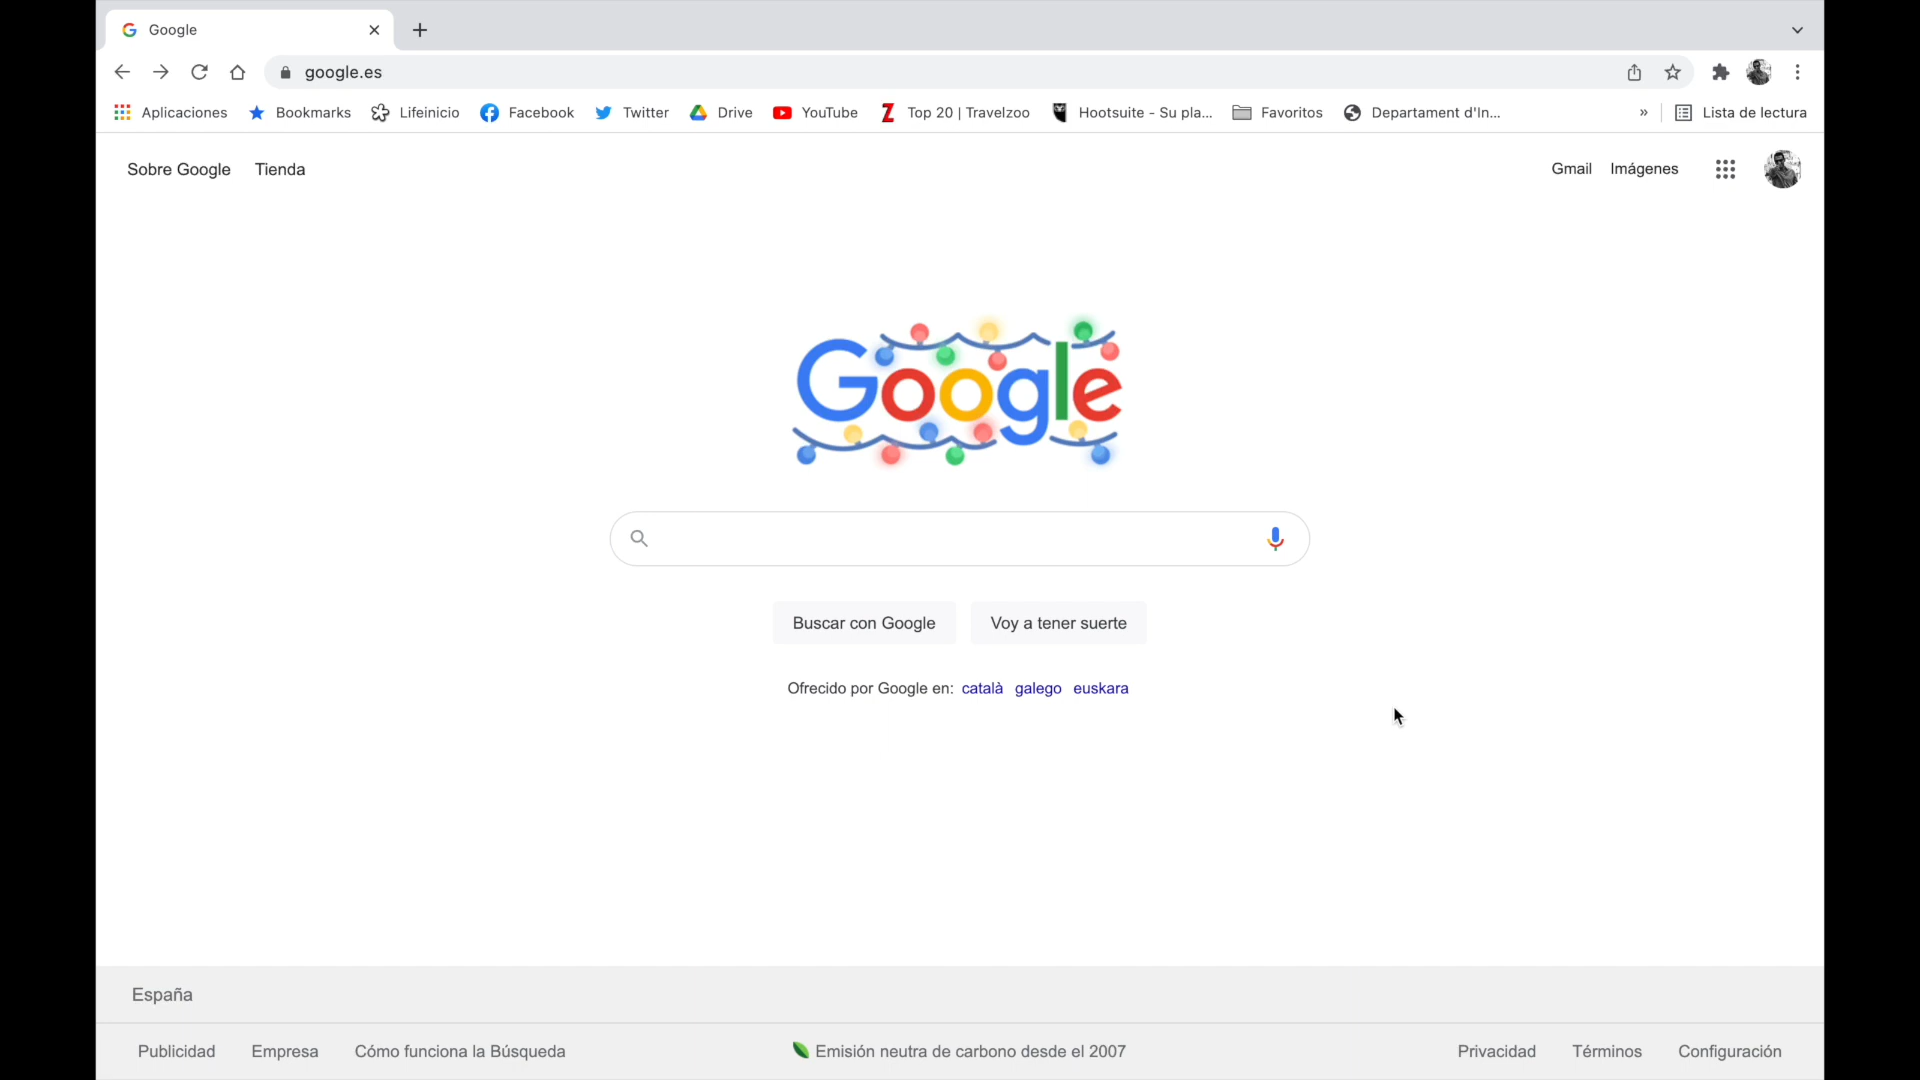 Google
google.es
Aplicaciones Bookmarks Lifeinicio Facebook Twitter Drive YouTube Top 20 | Travelzoo Hootsuite - Su pla... Favoritos Departament d'In... » Lista de lectura
Sobre Google Tienda Gmail Imágenes
Google
Buscar con Google Voy a tener suerte
Ofrecido por Google en: català galego euskara
España
Publicidad Empresa Cómo funciona la Búsqueda Emisión neutra de carbono desde el 2007 Privacidad Términos Configuración